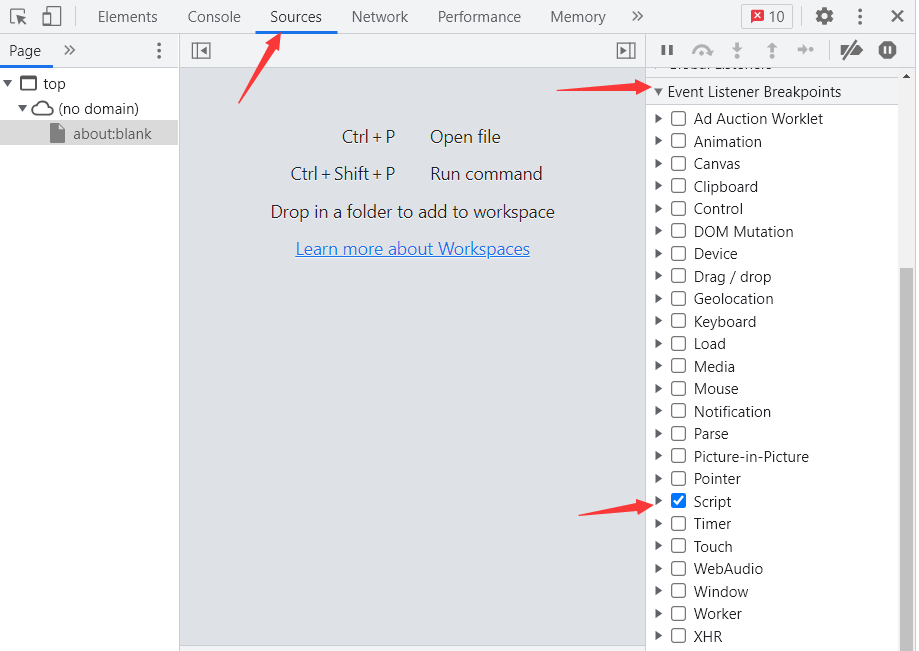 Elements Console Sources Network Performance Memory 10
Page
top
(no domain)
about:blank
Ctrl + P Open file
Ctrl + Shift + P Run command
Drop in a folder to add to workspace
Learn more about Workspaces
Global Listeners
Event Listener Breakpoints
Ad Auction Worklet
Animation
Canvas
Clipboard
Control
DOM Mutation
Device
Drag / drop
Geolocation
Keyboard
Load
Media
Mouse
Notification
Parse
Picture-in-Picture
Pointer
Script
Timer
Touch
WebAudio
Window
Worker
XHR